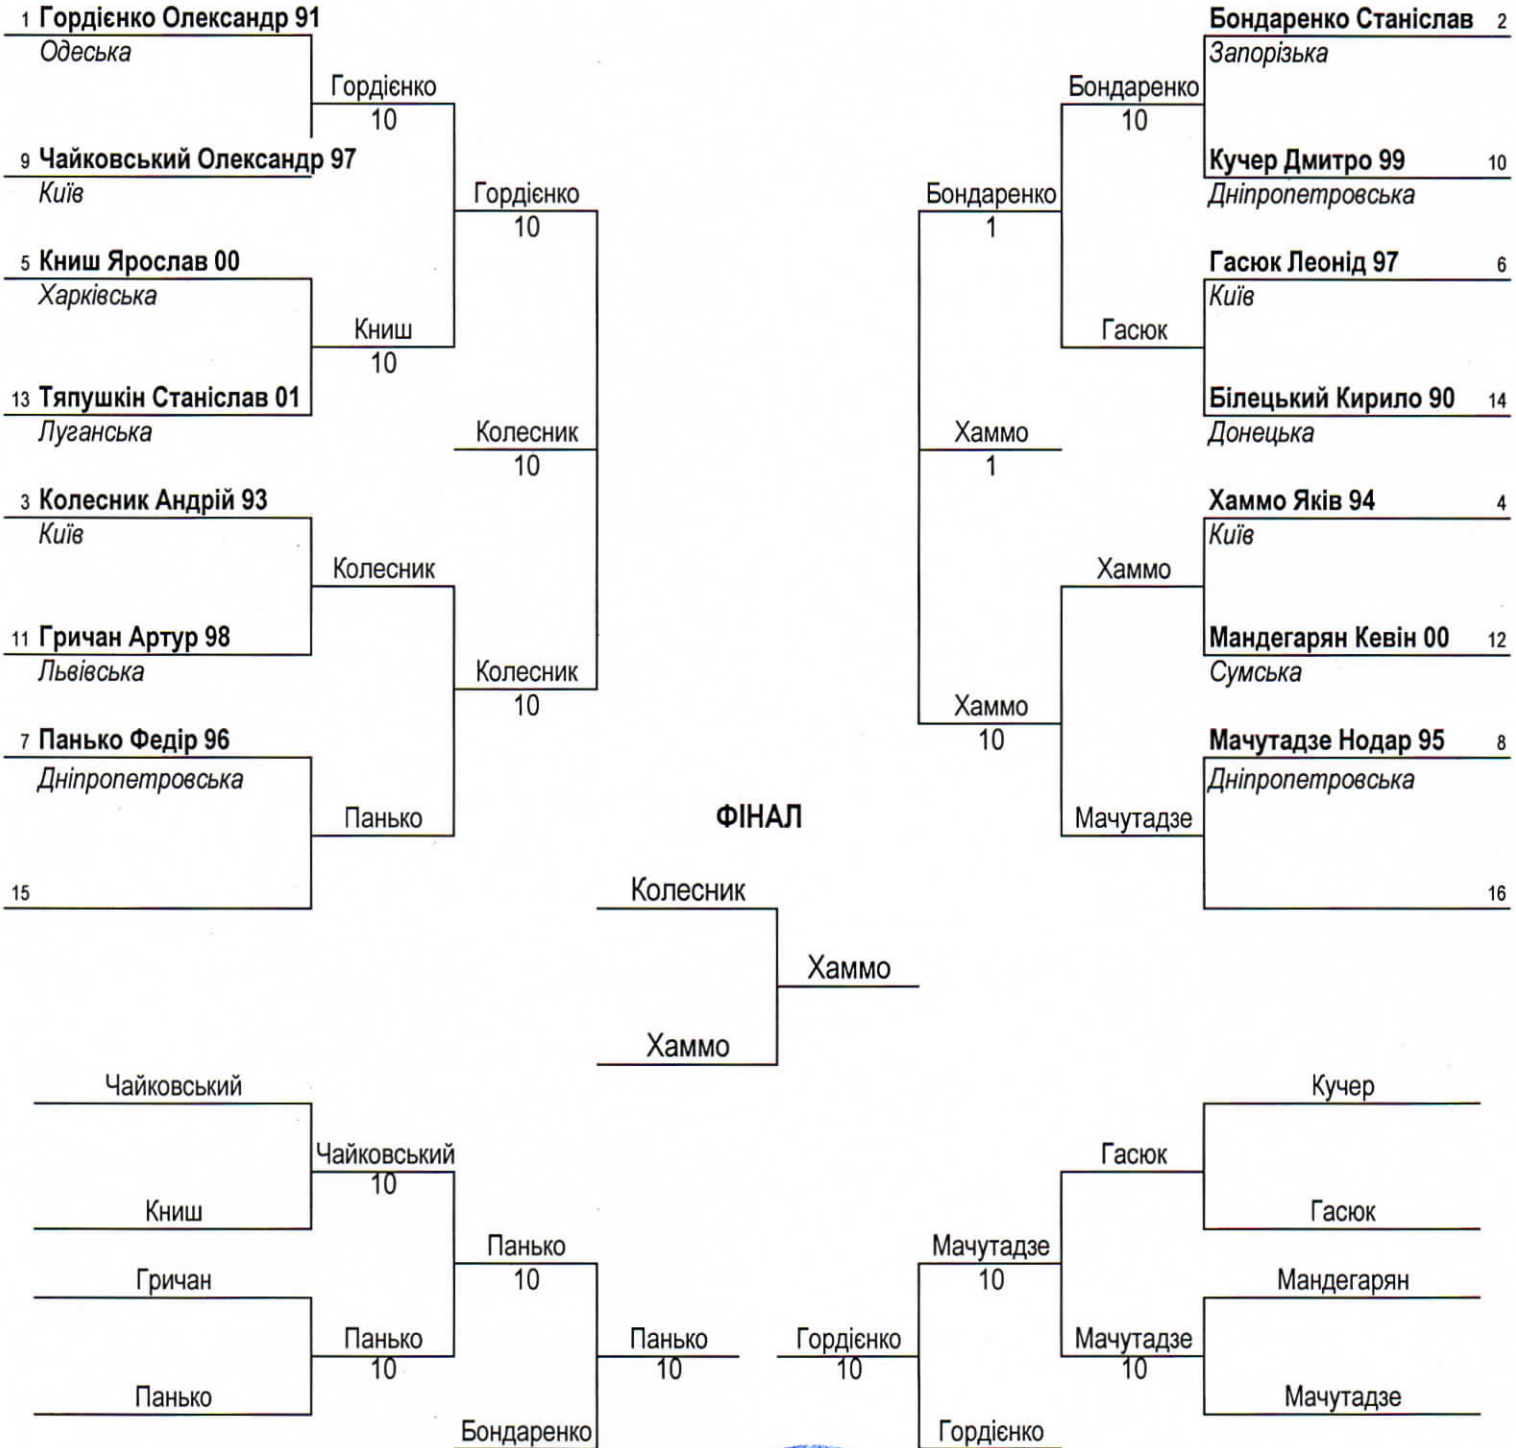 1 Гордієнко Олександр 91
Одеська
Гордієнко
10
9 Чайковський Олександр 97
Київ
Гордієнко
10
5 Книш Ярослав 00
Харківська
Книш
10
13 Тяпушкін Станіслав 01
Луганська
Колесник
10
3 Колесник Андрій 93
Київ
Колесник
11 Гричан Артур 98
Львівська
Колесник
10
7 Панько Федір 96
Дніпропетровська
Панько
15
Бондаренко Станіслав 2
Запорізька
Бондаренко
10
Кучер Дмитро 99 10
Дніпропетровська
Бондаренко
1
Гасюк Леонід 97 6
Київ
Гасюк
Білецький Кирило 90 14
Донецька
Хаммо
1
Хаммо Яків 94 4
Київ
Хаммо
Мандегарян Кевін 00 12
Сумська
Хаммо
10
Мачутадзе Нодар 95 8
Дніпропетровська
Мачутадзе
16
ФІНАЛ
Колесник
Хаммо
Хаммо
Чайковський
Чайковський
10
Книш
Панько
10
Гричан
Панько
10
Панько
Панько
10
Бондаренко
Кучер
Гасюк
Гасюк
Мачутадзе
10
Мандегарян
Мачутадзе
10
Мачутадзе
Гордієнко
10
Гордієнко